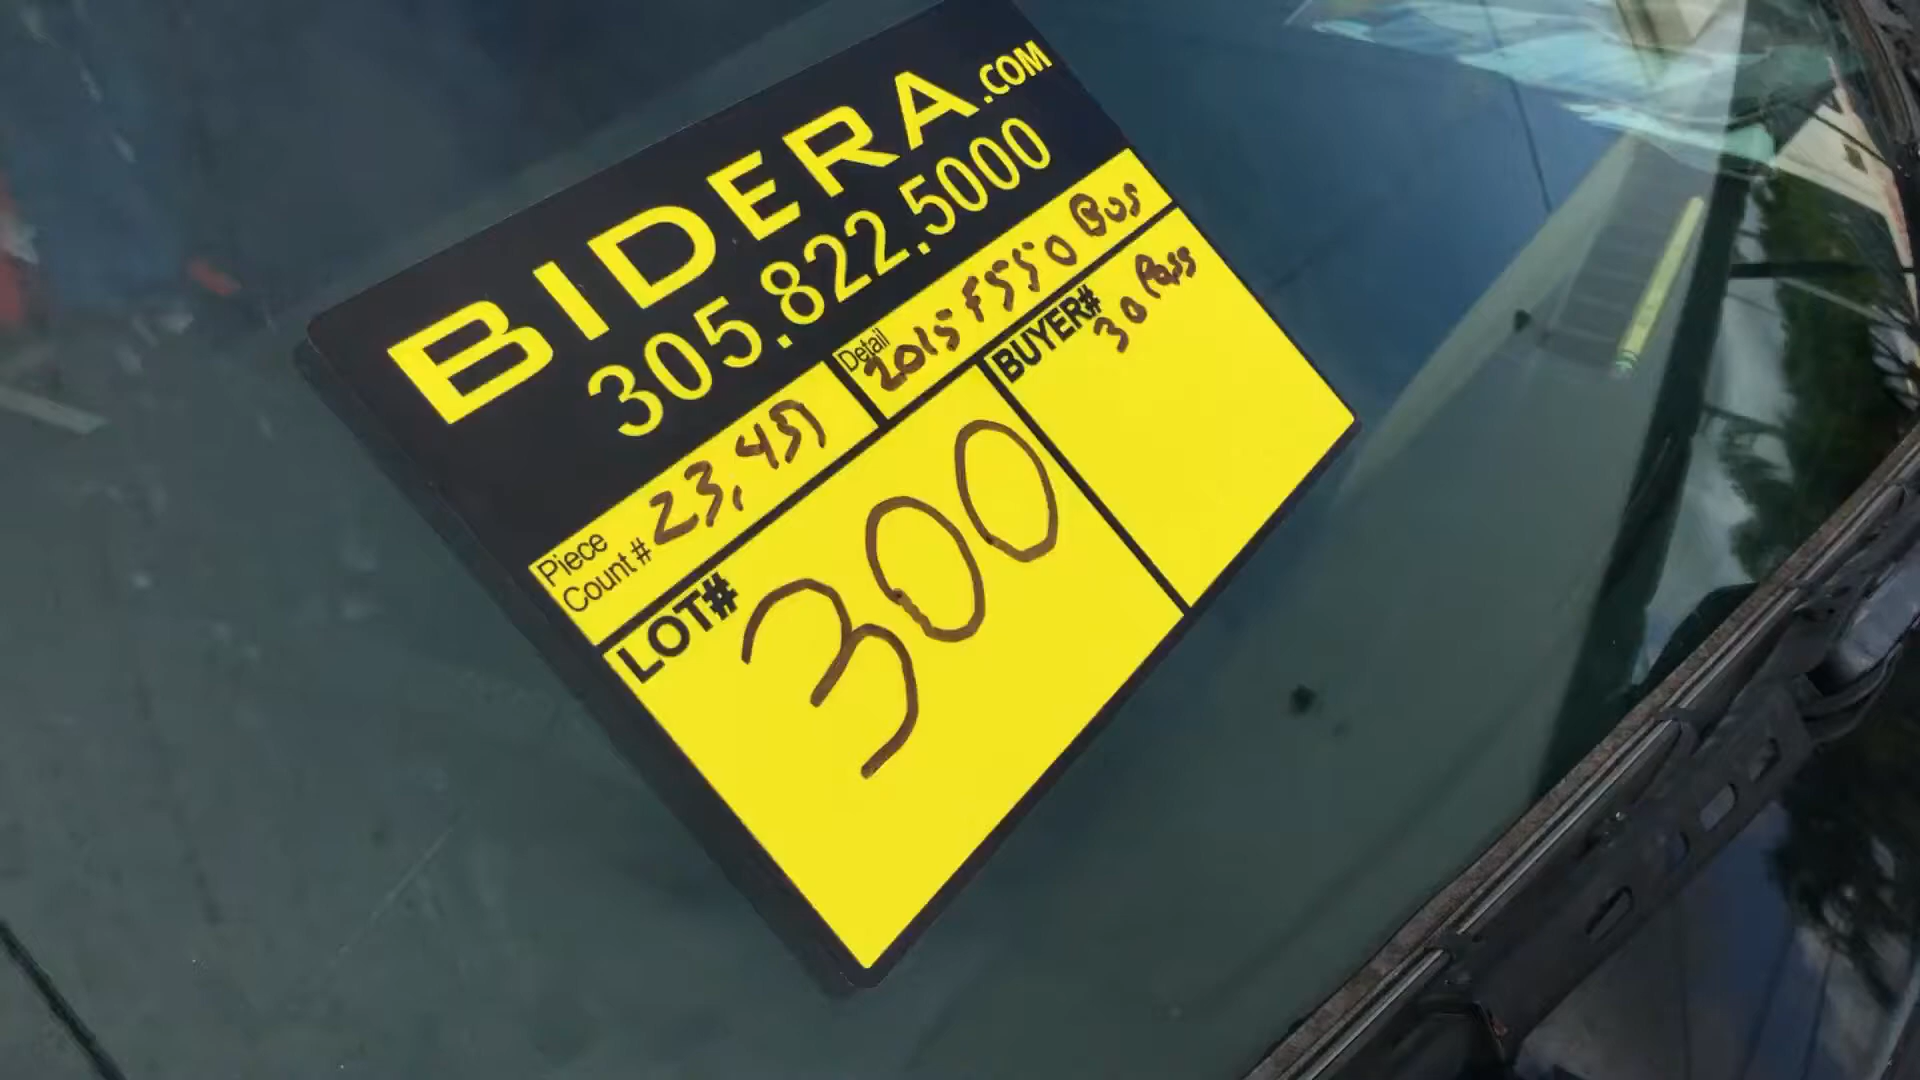 BIDERA.COM
305.822.5000
Piece Count # 23,457
Detail 2015 F550 Bus
LOT# 300
BUYER# 30 Pass